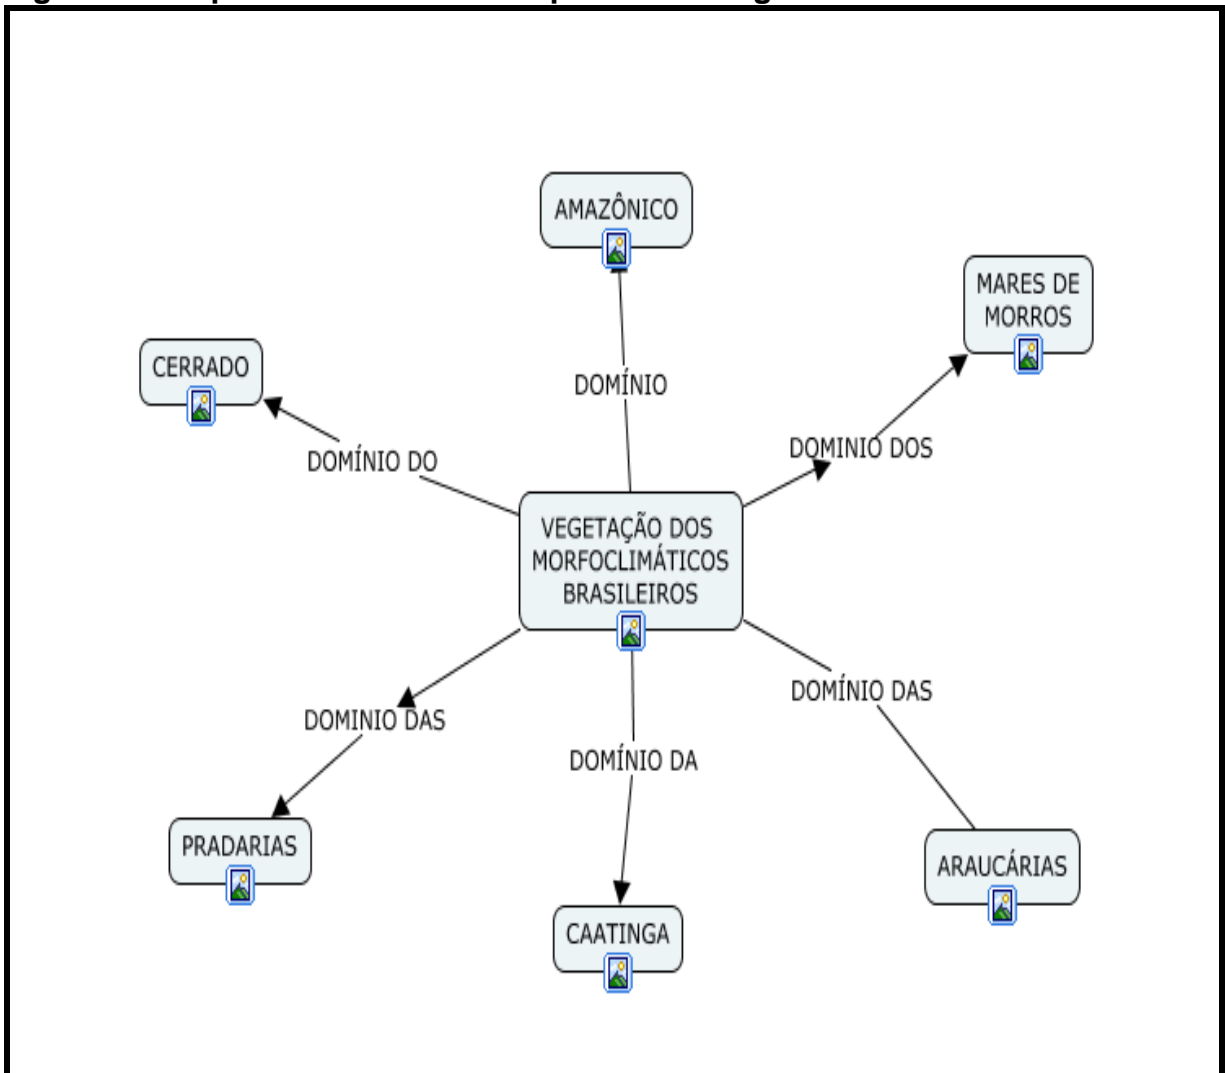 AMAZÔNICO
MARES DE
MORROS
CERRADO
DOMÍNIO
DOMINIO DOS
DOMÍNIO DO
VEGETAÇÃO DOS
MORFOCLIMÁTICOS
BRASILEIROS
DOMÍNIO DAS
DOMINIO DAS
DOMÍNIO DA
PRADARIAS
ARAUCÁRIAS
CAATINGA